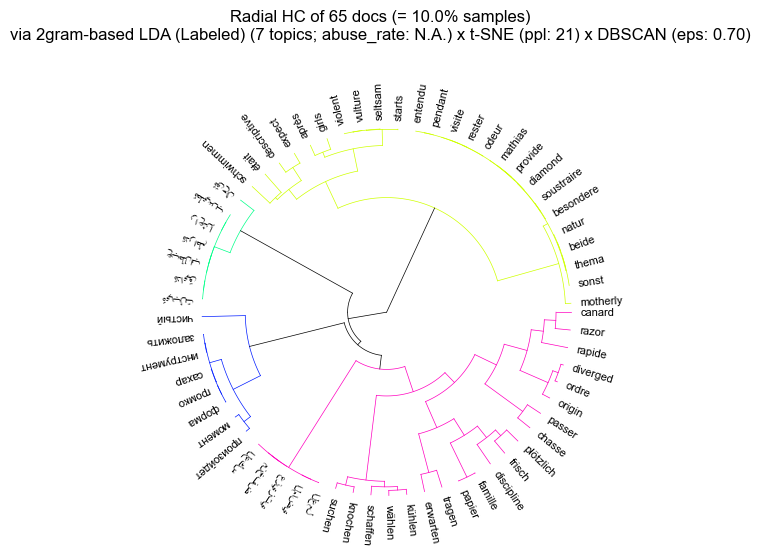 Radial HC of 65 docs (= 10.0% samples)
via 2gram-based LDA (Labeled) (7 topics; abuse_rate: N.A.) x t-SNE (ppl: 21) x DBSCAN (eps: 0.70)
motherly
sonst
thema
beide
natur
besondere
soustraire
diamond
provide
mathias
odeur
rester
visite
pendant
entendu
starts
seltsam
vulture
violent
girls
après
expect
descriptive
était
schwimmen
чистый
заложить
инструмент
сахар
громко
форма
момент
произойдет
suchen
knochen
schaffen
wählen
kühlen
erwarten
tragen
papier
famille
discipline
frisch
plötzlich
chasse
passer
origin
ordre
diverged
rapide
razor
canard